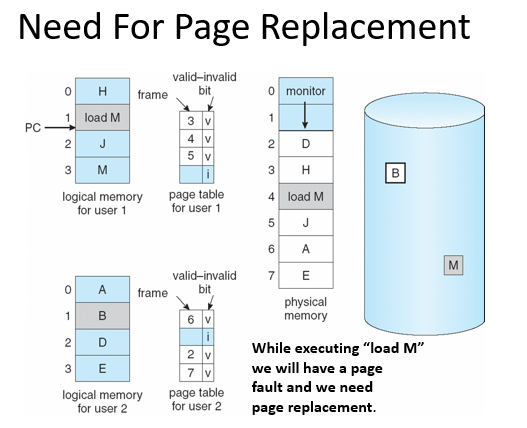 Need For Page Replacement
valid–invalid
frame
bit
0 H
1 load M
PC
2 J
3 M
3 v
4 v
5 v
i
logical memory
for user 1
page table
for user 1
0 monitor
1
2 D
3 H
4 load M
5 J
6 A
7 E
physical
memory
B
M
valid–invalid
frame
bit
0 A
1 B
2 D
3 E
6 v
i
2 v
7 v
logical memory
for user 2
page table
for user 2
While executing “load M”
we will have a page
fault and we need
page replacement.